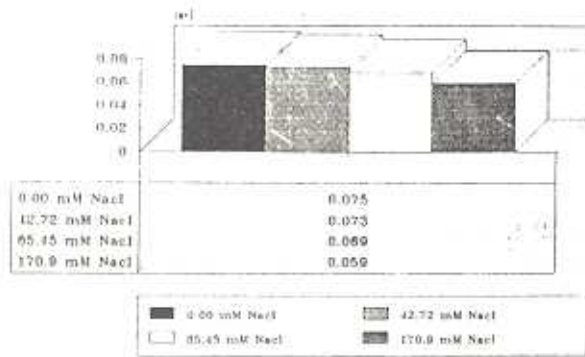 0.08
0.06
0.04
0.02
0
0.00 mM Nacl 0.075
42.72 mM Nacl 0.073
85.45 mM Nacl 0.069
170.9 mM Nacl 0.059
0.00 mM Nacl 42.72 mM Nacl
85.45 mM Nacl 170.9 mM Nacl